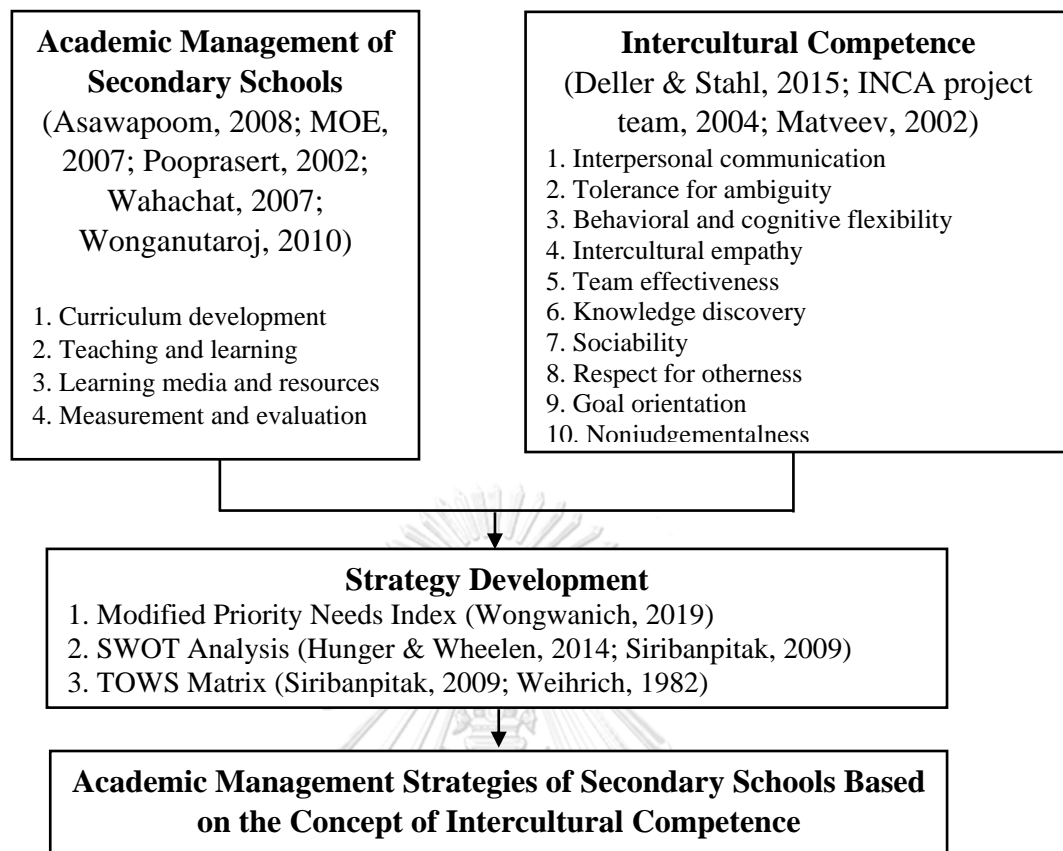 Academic Management of
Secondary Schools
(Asawapoom, 2008; MOE,
2007; Pooprasert, 2002;
Wahachat, 2007;
Wonganutaroj, 2010)
1. Curriculum development
2. Teaching and learning
3. Learning media and resources
4. Measurement and evaluation
Intercultural Competence
(Deller & Stahl, 2015; INCA project
team, 2004; Matveev, 2002)
1. Interpersonal communication
2. Tolerance for ambiguity
3. Behavioral and cognitive flexibility
4. Intercultural empathy
5. Team effectiveness
6. Knowledge discovery
7. Sociability
8. Respect for otherness
9. Goal orientation
10. Nonjudgementalness
Strategy Development
1. Modified Priority Needs Index (Wongwanich, 2019)
2. SWOT Analysis (Hunger & Wheelen, 2014; Siribanpitak, 2009)
3. TOWS Matrix (Siribanpitak, 2009; Weihrich, 1982)
Academic Management Strategies of Secondary Schools Based
on the Concept of Intercultural Competence